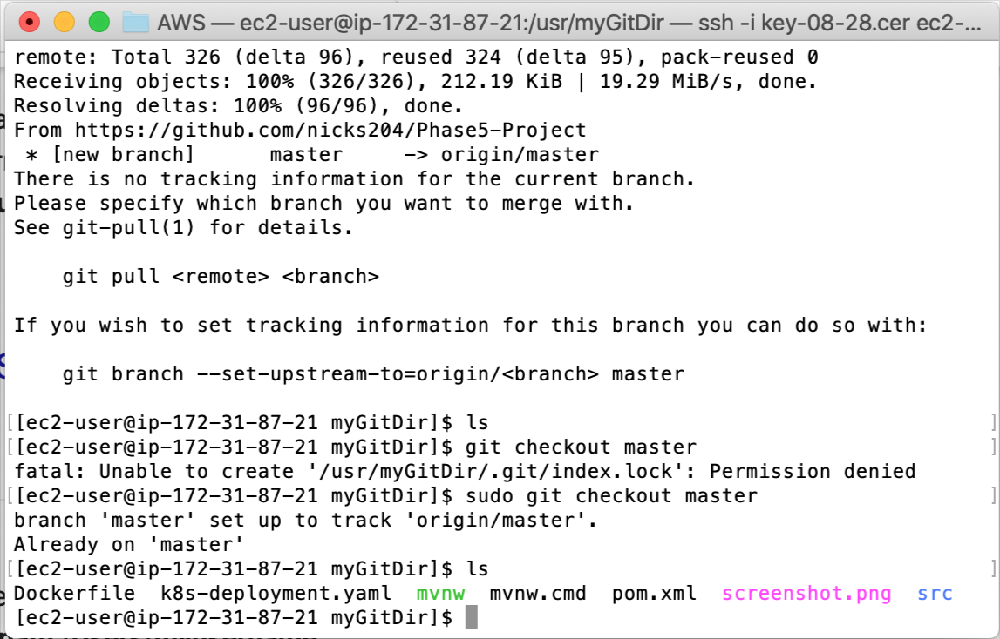 AWS — ec2-user@ip-172-31-87-21:/usr/myGitDir — ssh -i key-08-28.cer ec2-...
remote: Total 326 (delta 96), reused 324 (delta 95), pack-reused 0
Receiving objects: 100% (326/326), 212.19 KiB | 19.29 MiB/s, done.
Resolving deltas: 100% (96/96), done.
From https://github.com/nicks204/Phase5-Project
 * [new branch]      master     -> origin/master
There is no tracking information for the current branch.
Please specify which branch you want to merge with.
See git-pull(1) for details.

    git pull <remote> <branch>

If you wish to set tracking information for this branch you can do so with:

    git branch --set-upstream-to=origin/<branch> master

[[ec2-user@ip-172-31-87-21 myGitDir]$ ls ]
[[ec2-user@ip-172-31-87-21 myGitDir]$ git checkout master ]
fatal: Unable to create '/usr/myGitDir/.git/index.lock': Permission denied
[[ec2-user@ip-172-31-87-21 myGitDir]$ sudo git checkout master ]
branch 'master' set up to track 'origin/master'.
Already on 'master'
[[ec2-user@ip-172-31-87-21 myGitDir]$ ls ]
Dockerfile  k8s-deployment.yaml  mvnw  mvnw.cmd  pom.xml  screenshot.png  src
[ec2-user@ip-172-31-87-21 myGitDir]$